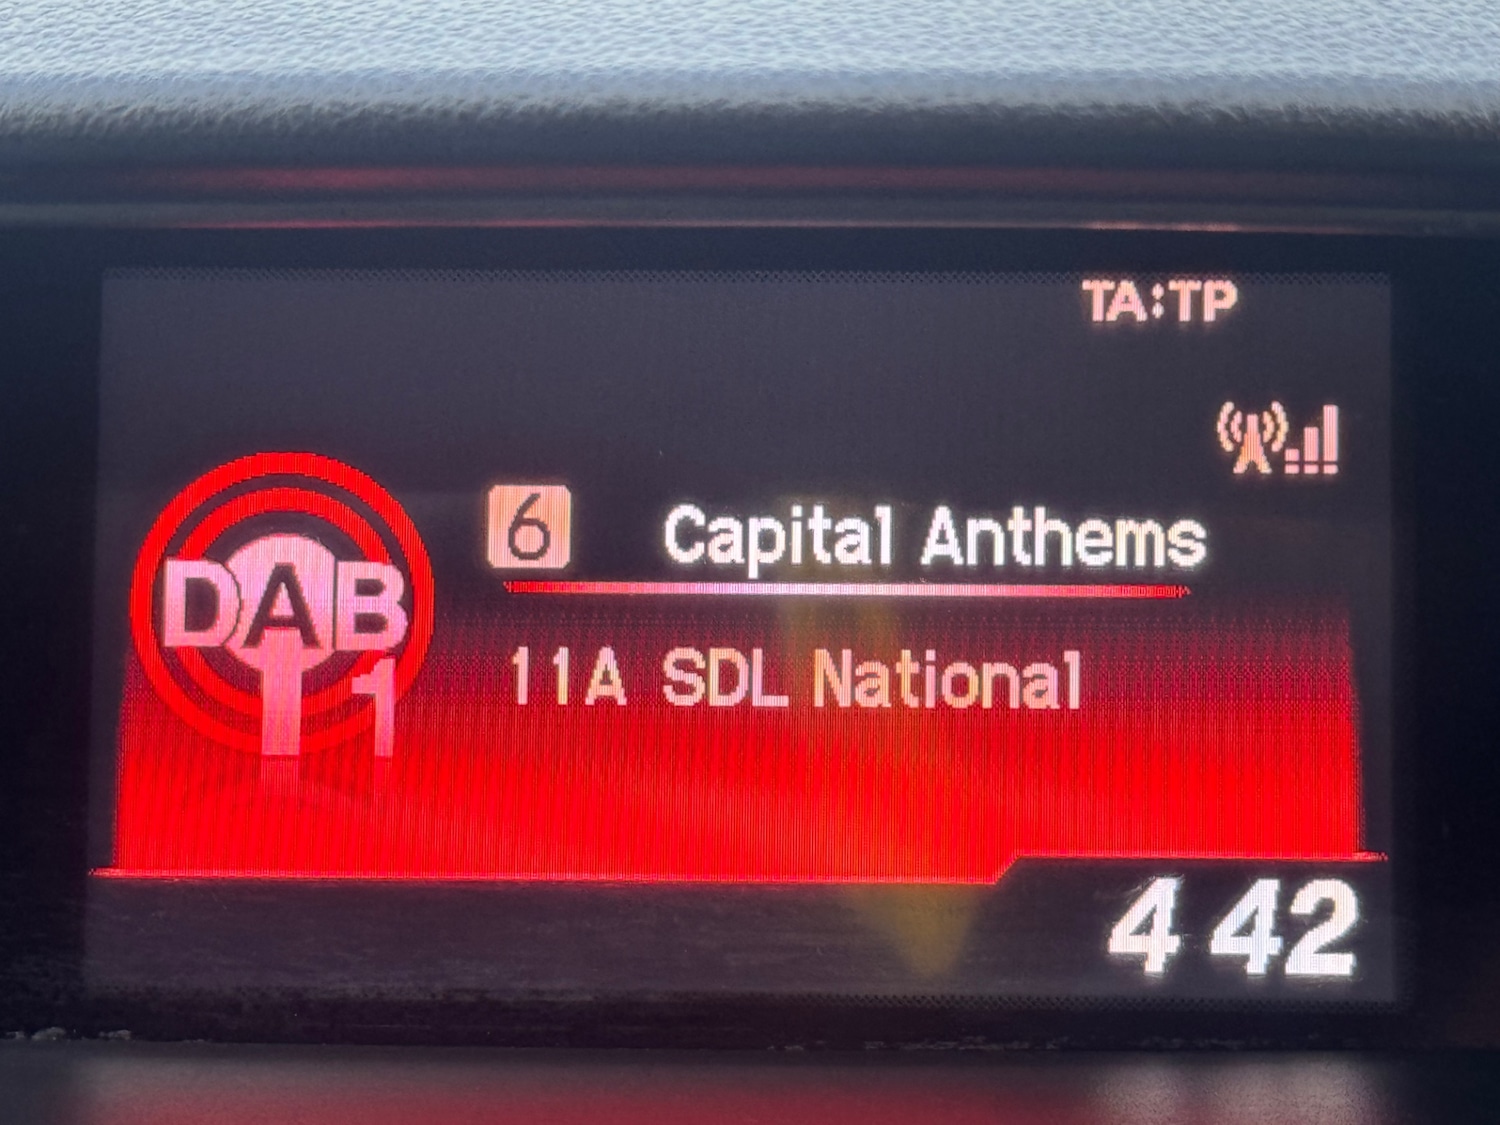 TA:TP
DAB
1
6 Capital Anthems
11A SDL National
4 42